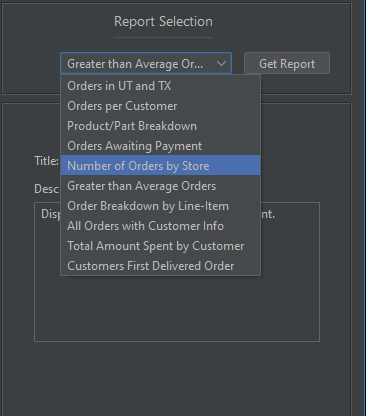 Report Selection
Greater than Average Or...
Get Report
Orders in UT and TX
Orders per Customer
Product/Part Breakdown
Orders Awaiting Payment
Title:
Number of Orders by Store
Desc
Greater than Average Orders
Order Breakdown by Line-Item
Disp
nt.
All Orders with Customer Info
Total Amount Spent by Customer
Customers First Delivered Order